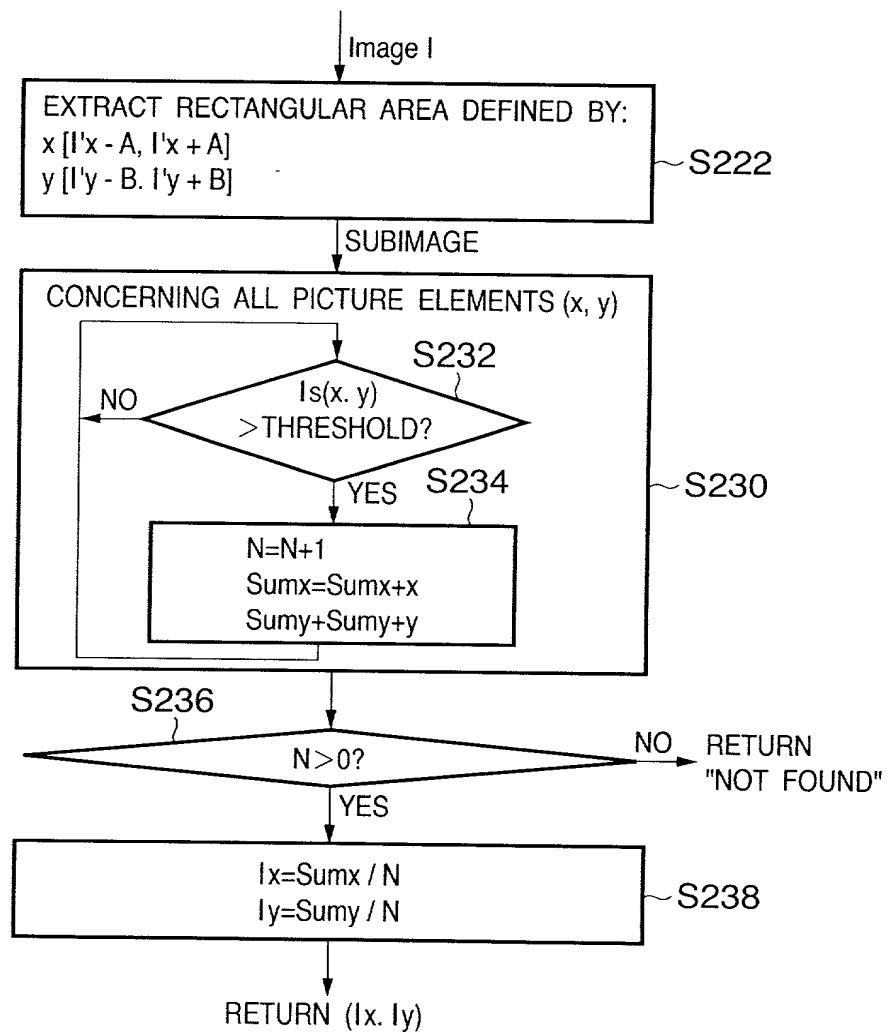 Image I
EXTRACT RECTANGULAR AREA DEFINED BY:
x [I'x - A, I'x + A]
y [I'y - B. I'y + B]
S222
SUBIMAGE
CONCERNING ALL PICTURE ELEMENTS (x, y)
S232
Is(x. y)
>THRESHOLD?
NO
YES
S234
S230
N=N+1
Sumx=Sumx+x
Sumy+Sumy+y
S236
N>0?
NO
RETURN
"NOT FOUND"
YES
Ix=Sumx / N
Iy=Sumy / N
S238
RETURN (Ix. Iy)